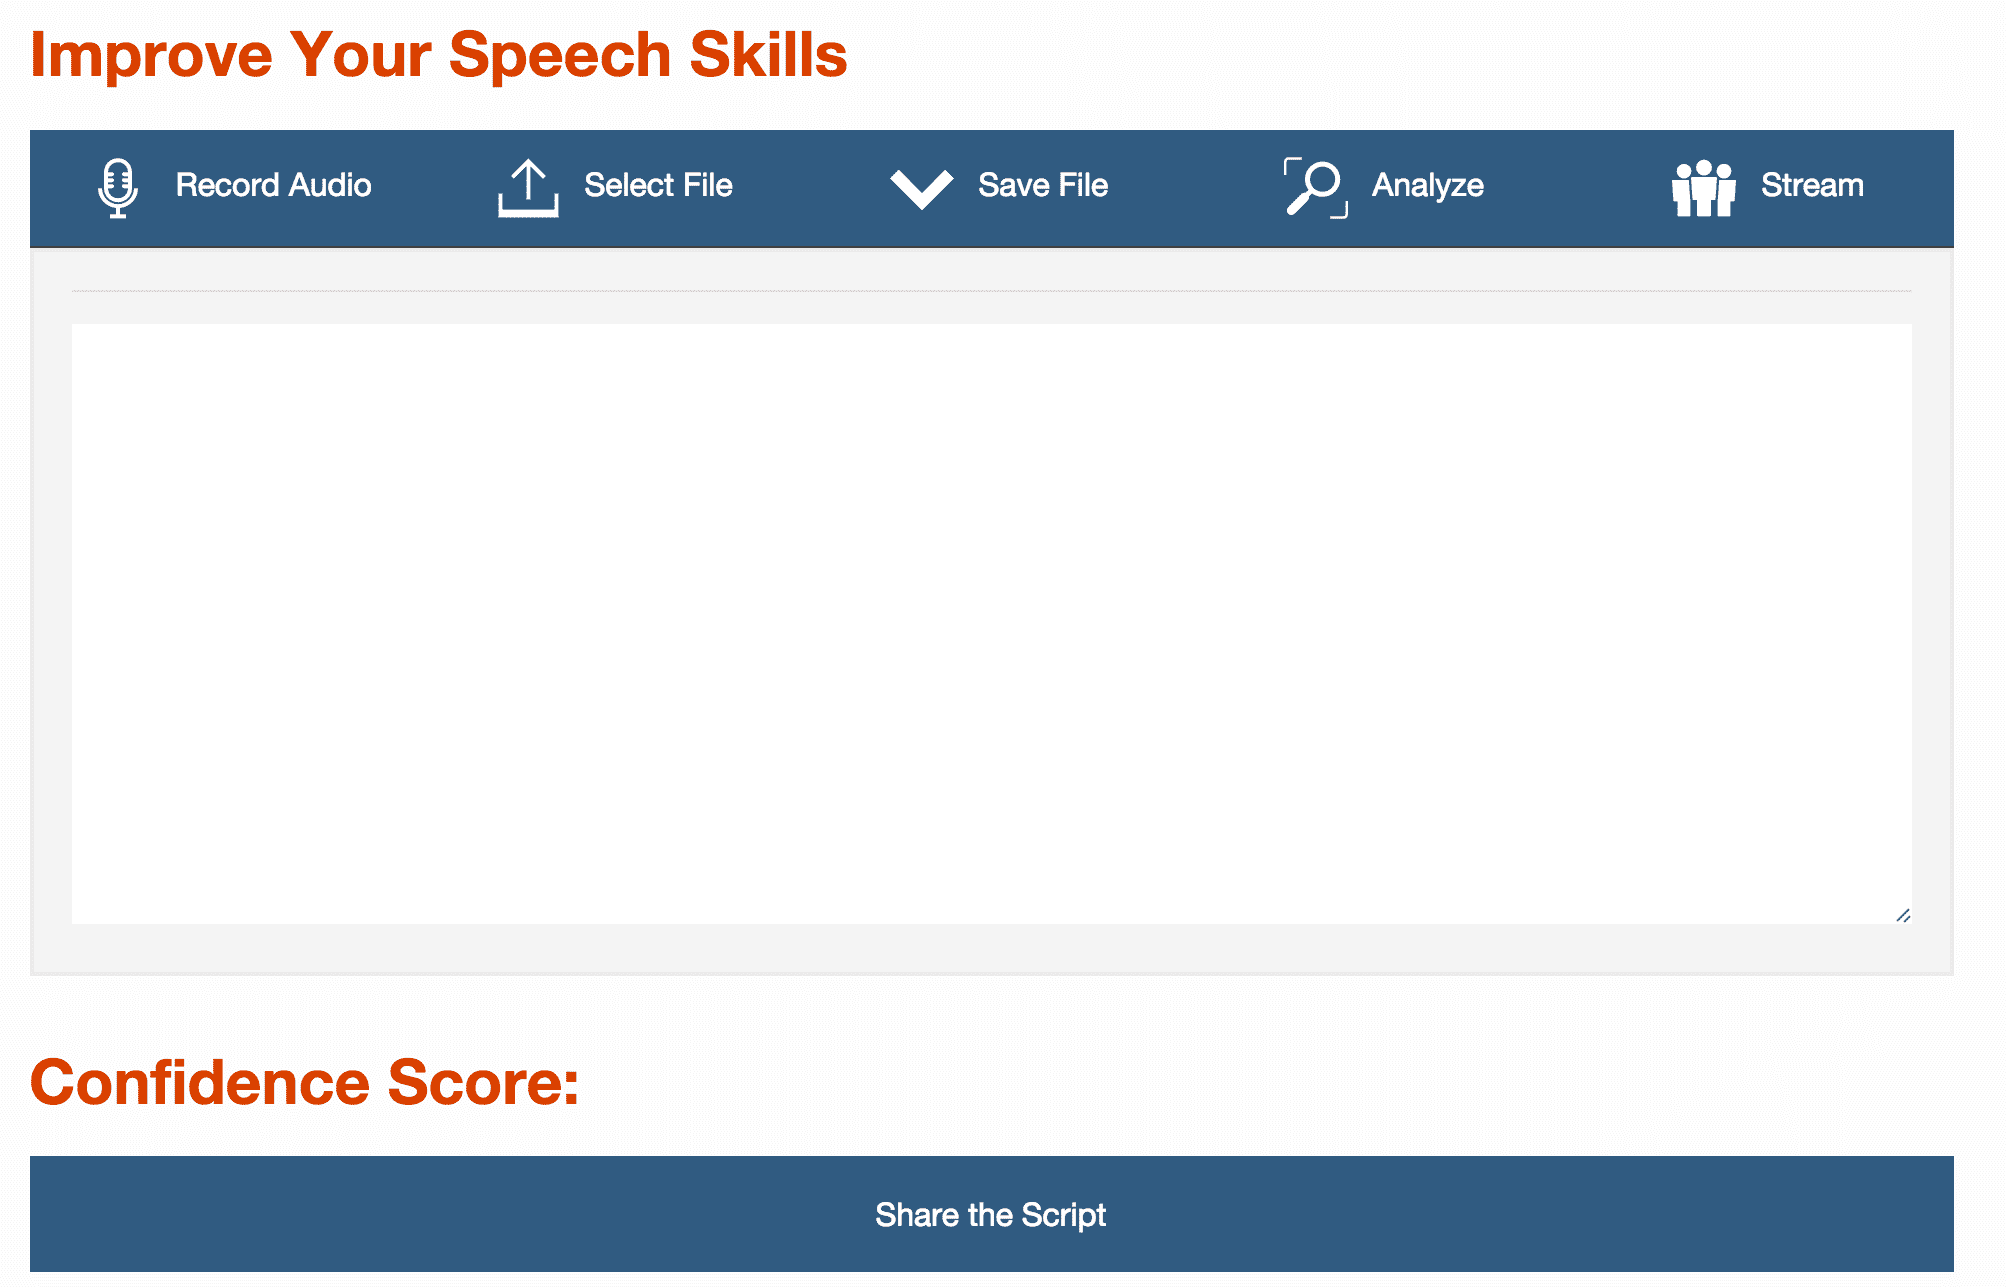 Improve Your Speech Skills
Record Audio Select File Save File Analyze Stream
Confidence Score:
Share the Script